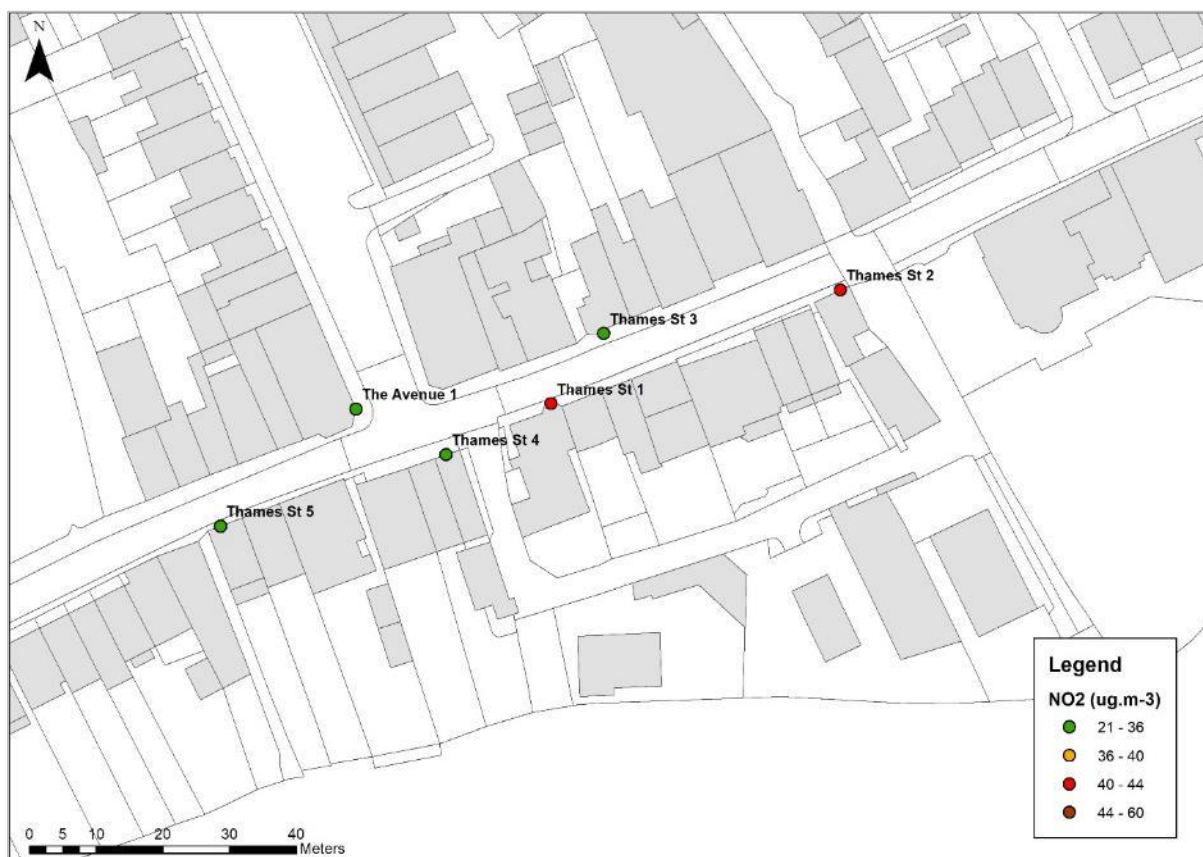 N
Thames St 2
Thames St 3
Thames St 1
The Avenue 1
Thames St 4
Thames St 5
Legend
NO2 (ug.m-3)
21 - 36
36 - 40
40 - 44
44 - 60
0 5 10 20 30 40
Meters